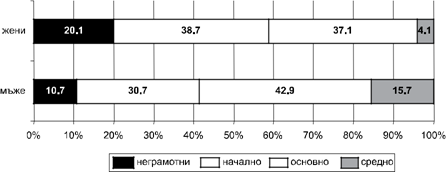 жени 20.1 38.7 37.1 4.1
мъже 10.7 30.7 42.9 15.7
0% 10% 20% 30% 40% 50% 60% 70% 80% 90% 100%
неграмотни начално основно средно